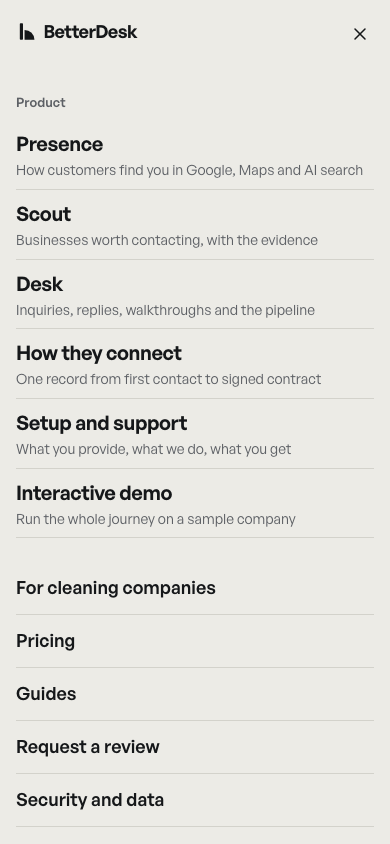 BetterDesk
Product
Presence
How customers find you in Google, Maps and AI search
Scout
Businesses worth contacting, with the evidence
Desk
Inquiries, replies, walkthroughs and the pipeline
How they connect
One record from first contact to signed contract
Setup and support
What you provide, what we do, what you get
Interactive demo
Run the whole journey on a sample company
For cleaning companies
Pricing
Guides
Request a review
Security and data